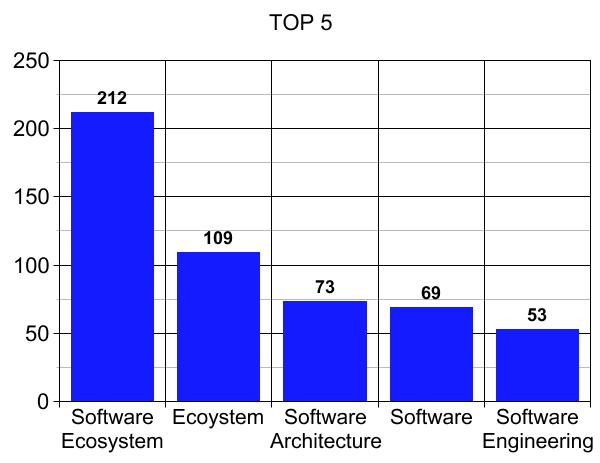 TOP 5
250
200
150
100
50
0
212
109
73
69
53
Software
Ecosystem
Ecoystem
Software
Architecture
Software
Software
Engineering